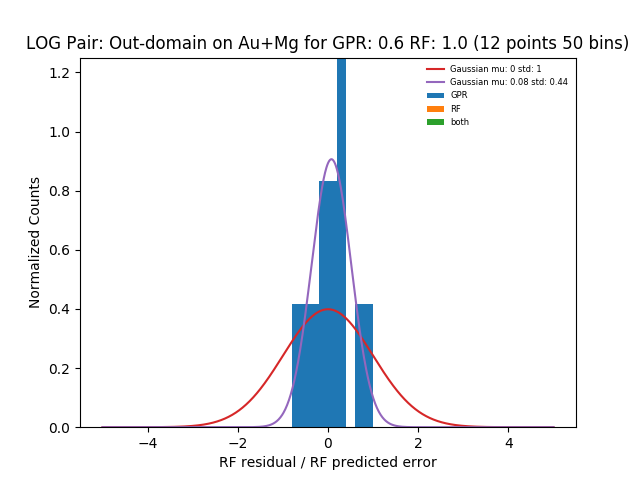 LOG Pair: Out-domain on Au+Mg for GPR: 0.6 RF: 1.0 (12 points 50 bins)
Gaussian mu: 0 std: 1
Gaussian mu: 0.08 std: 0.44
GPR
RF
both
Normalized Counts
1.2
1.0
0.8
0.6
0.4
0.2
0.0
−4 −2 0 2 4
RF residual / RF predicted error